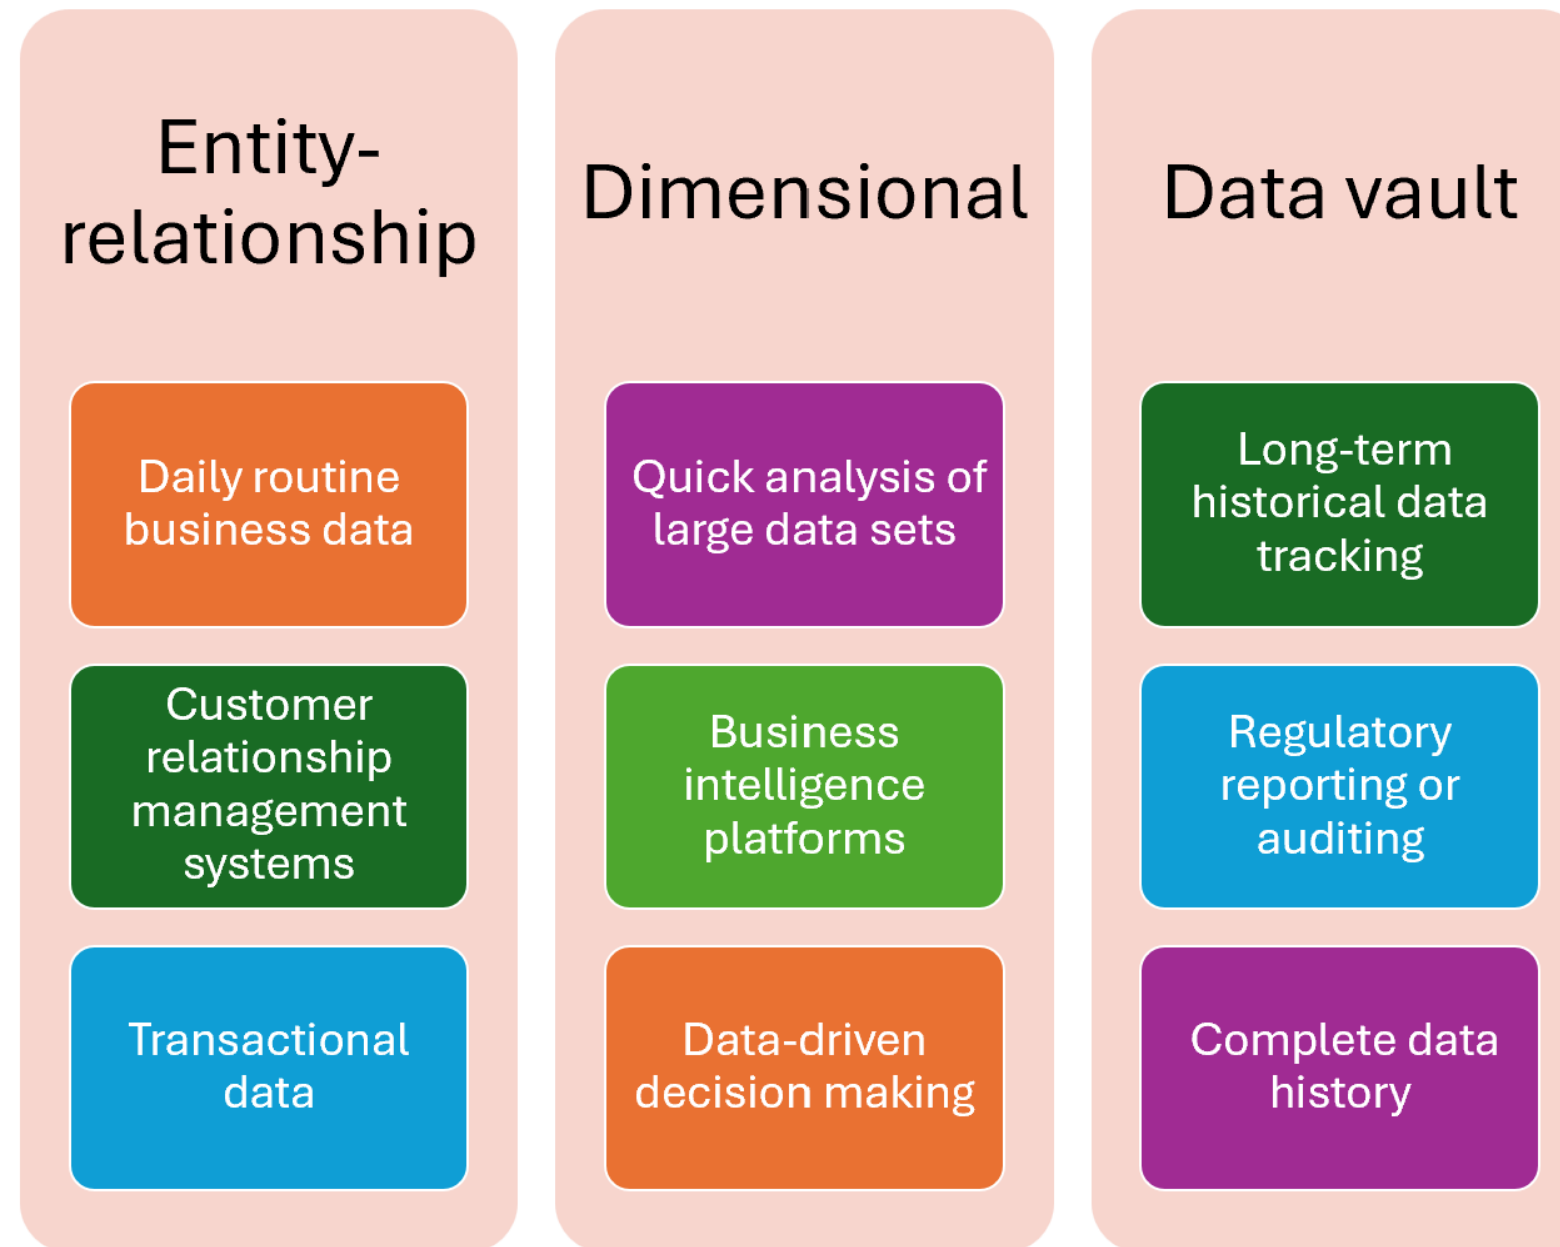 Entity-
relationship
Daily routine
business data
Customer
relationship
management
systems
Transactional
data
Dimensional
Quick analysis of
large data sets
Business
intelligence
platforms
Data-driven
decision making
Data vault
Long-term
historical data
tracking
Regulatory
reporting or
auditing
Complete data
history